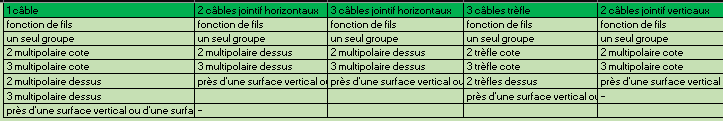 1 câble	2 câbles jointif horizontaux	3 câbles jointif horizontaux	3 câbles trèfle	2 câbles jointif verticaux
fonction de fils	fonction de fils	fonction de fils	fonction de fils	fonction de fils
un seul groupe	un seul groupe	un seul groupe	un seul groupe	un seul groupe
2 multipolaire cote	2 multipolaire dessus	2 multipolaire dessus	2 trèfle cote	2 multipolaire cote
3 multipolaire cote	3 multipolaire dessus	3 multipolaire dessus	3 trèfle cote	3 multipolaire cote
2 multipolaire dessus	près d'une surface vertical ou	près d'une surface vertical ou	2 trèfles dessus	près d'une surface vertical
3 multipolaire dessus	près d'une surface vertical ou	-
près d'une surface vertical ou d'une surfa	-